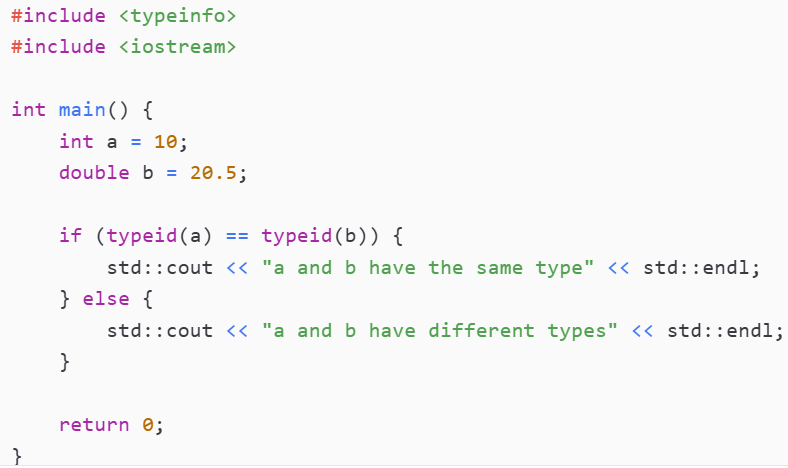 #include <typeinfo>
#include <iostream>

int main() {
    int a = 10;
    double b = 20.5;

    if (typeid(a) == typeid(b)) {
        std::cout << "a and b have the same type" << std::endl;
    } else {
        std::cout << "a and b have different types" << std::endl;
    }

    return 0;
}